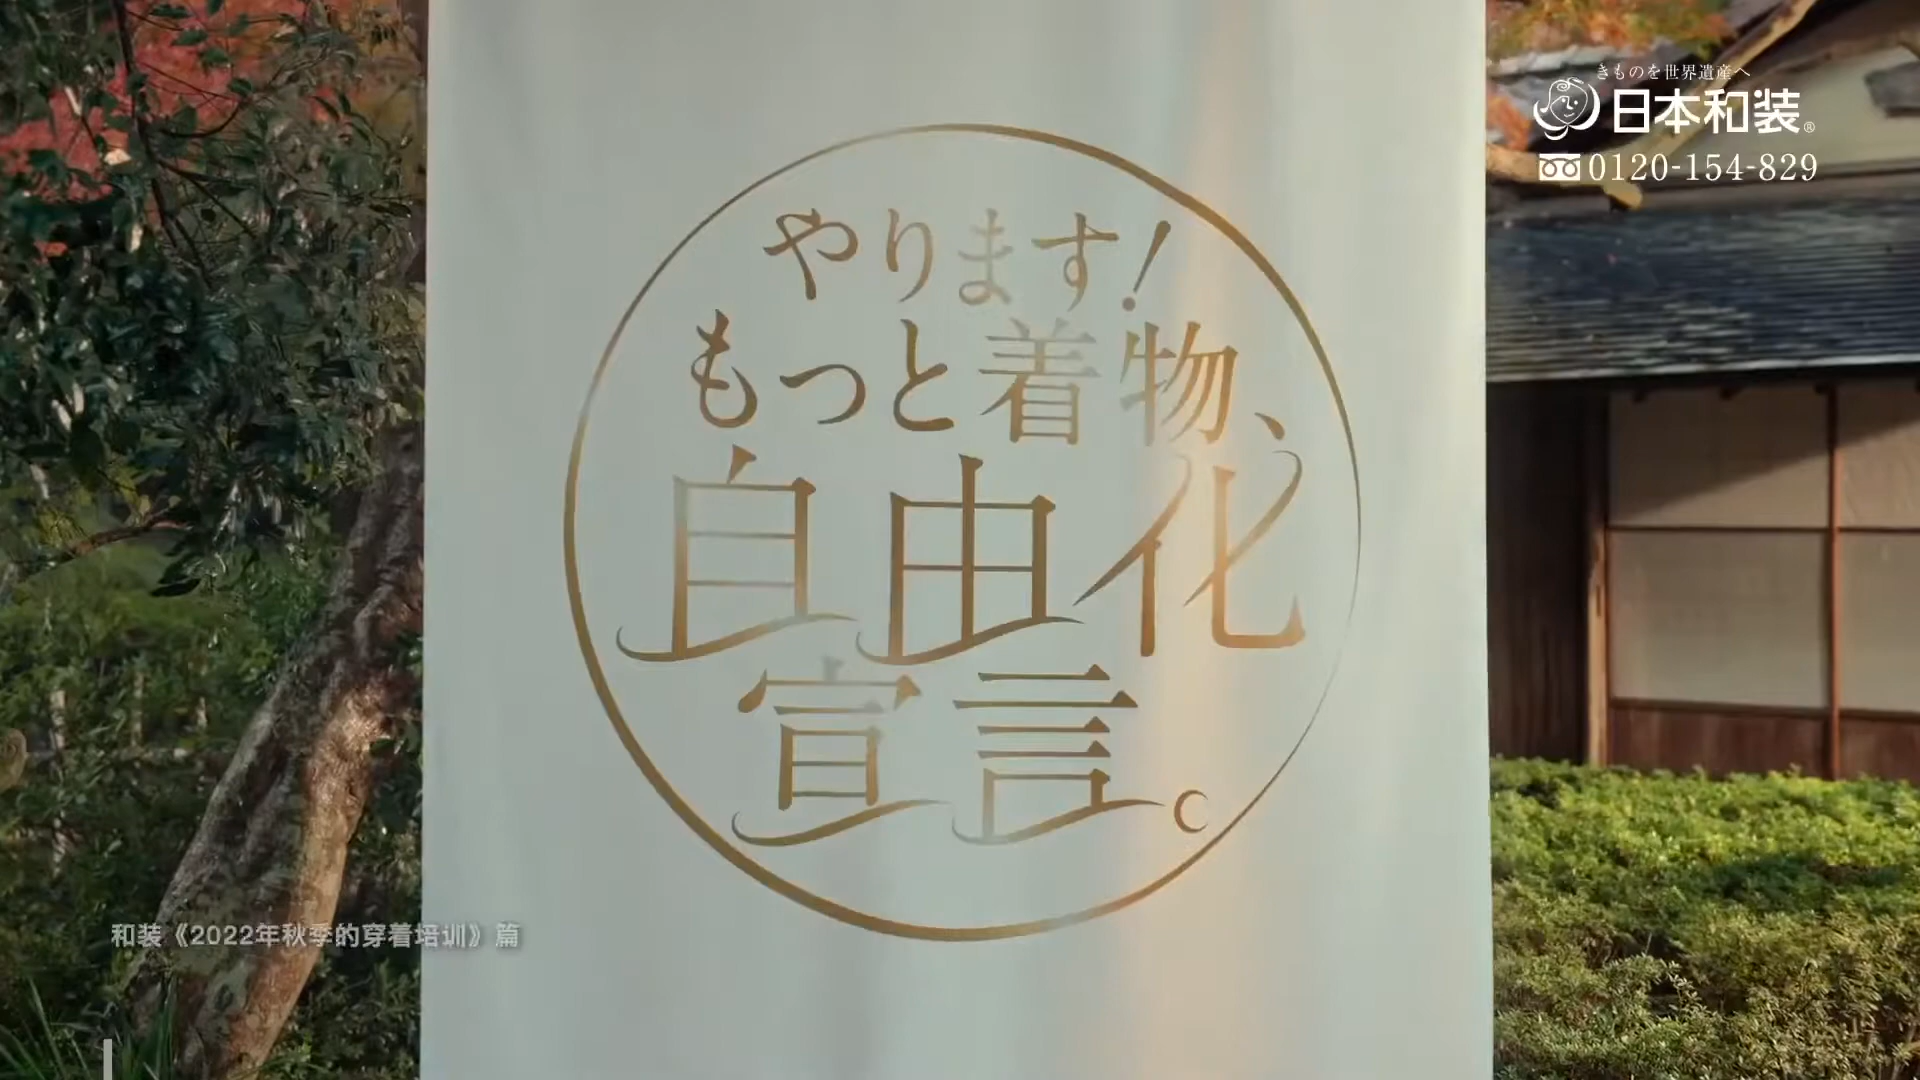 きものを世界遺産へ
日本和装®
0120-154-829
やります!
もっと着物、
自由化
宣言。
和装《2022年秋季的穿着培训》篇